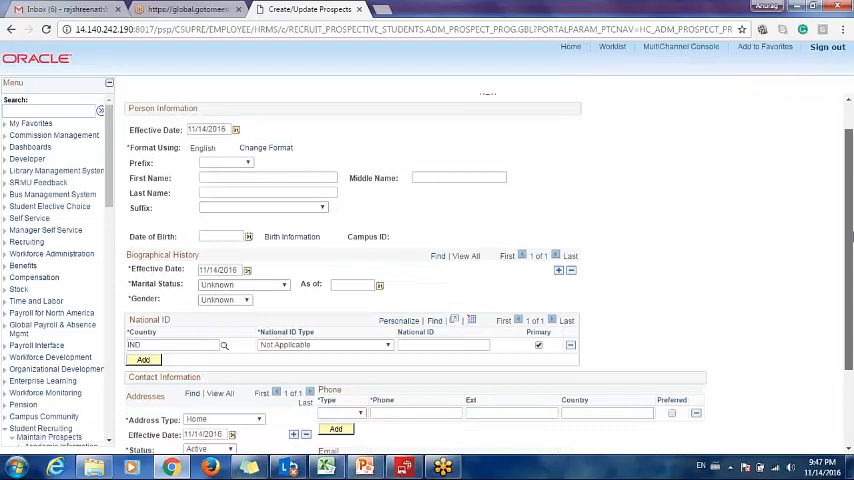 Inbox (6) - rajshreenath
https://global.gotomeet
Create/Update Prospects
Anurag
14.140.242.190:8017/psp/CSUPRE/EMPLOYEE/HRMS/c/RECRUIT_PROSPECTIVE_STUDENTS.ADM_PROSPECT_PROG.GBL?PORTALPARAM_PTCNAV=HC_ADM_PROSPECT_PR
ORACLE
Home Worklist MultiChannel Console Add to Favorites Sign out
Menu
Search:
My Favorites
Commission Management
Dashboards
Developer
Library Management System
SRMU Feedback
Bus Management System
Student Elective Choice
Self Service
Manager Self Service
Recruiting
Workforce Administration
Benefits
Compensation
Stock
Time and Labor
Payroll for North America
Global Payroll & Absence
Mgmt
Payroll Interface
Workforce Development
Organizational Development
Enterprise Learning
Workforce Monitoring
Pension
Campus Community
Student Recruiting
Maintain Prospects
Person Information
Effective Date: 11/14/2016
*Format Using: English Change Format
Prefix:
First Name: Middle Name:
Last Name:
Suffix:
Date of Birth: Birth Information Campus ID:
Biographical History Find | View All First 1 of 1 Last
*Effective Date: 11/14/2016
*Marital Status: Unknown As of:
*Gender: Unknown
National ID Personalize | Find | First 1 of 1 Last
*Country *National ID Type National ID Primary
IND Not Applicable
Add
Contact Information
Addresses Find | View All First 1 of 1 Last
*Address Type: Home
Effective Date: 11/14/2016
*Status: Active
Phone
*Type *Phone Ext Country Preferred
Add
Email
EN
9:47 PM
11/14/2016